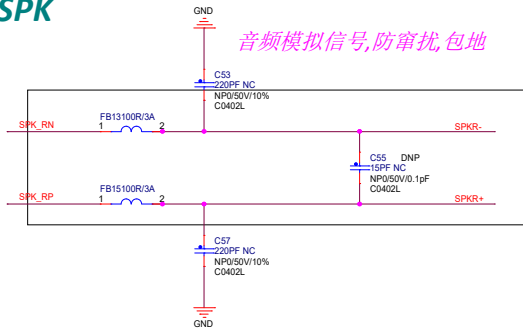 SPK
GND
音频模拟信号,防窜扰,包地
C53
220PF NC
NP0/50V/10%
C0402L
FB13100R/3A
SPK_RN
1
2
SPKR-
C55 DNP
15PF NC
NP0/50V/0.1pF
C0402L
FB15100R/3A
SPK_RP
1
2
SPKR+
C57
220PF NC
NP0/50V/10%
C0402L
GND